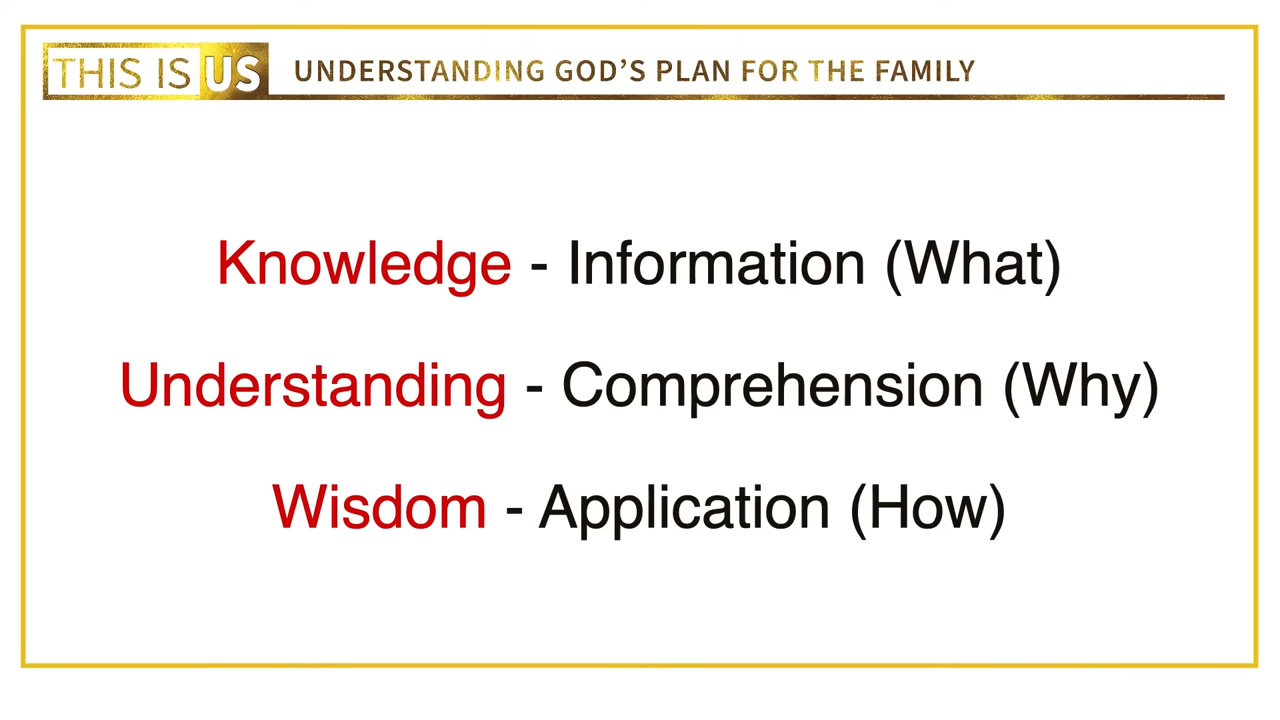 THIS IS US UNDERSTANDING GOD'S PLAN FOR THE FAMILY
Knowledge - Information (What)
Understanding - Comprehension (Why)
Wisdom - Application (How)